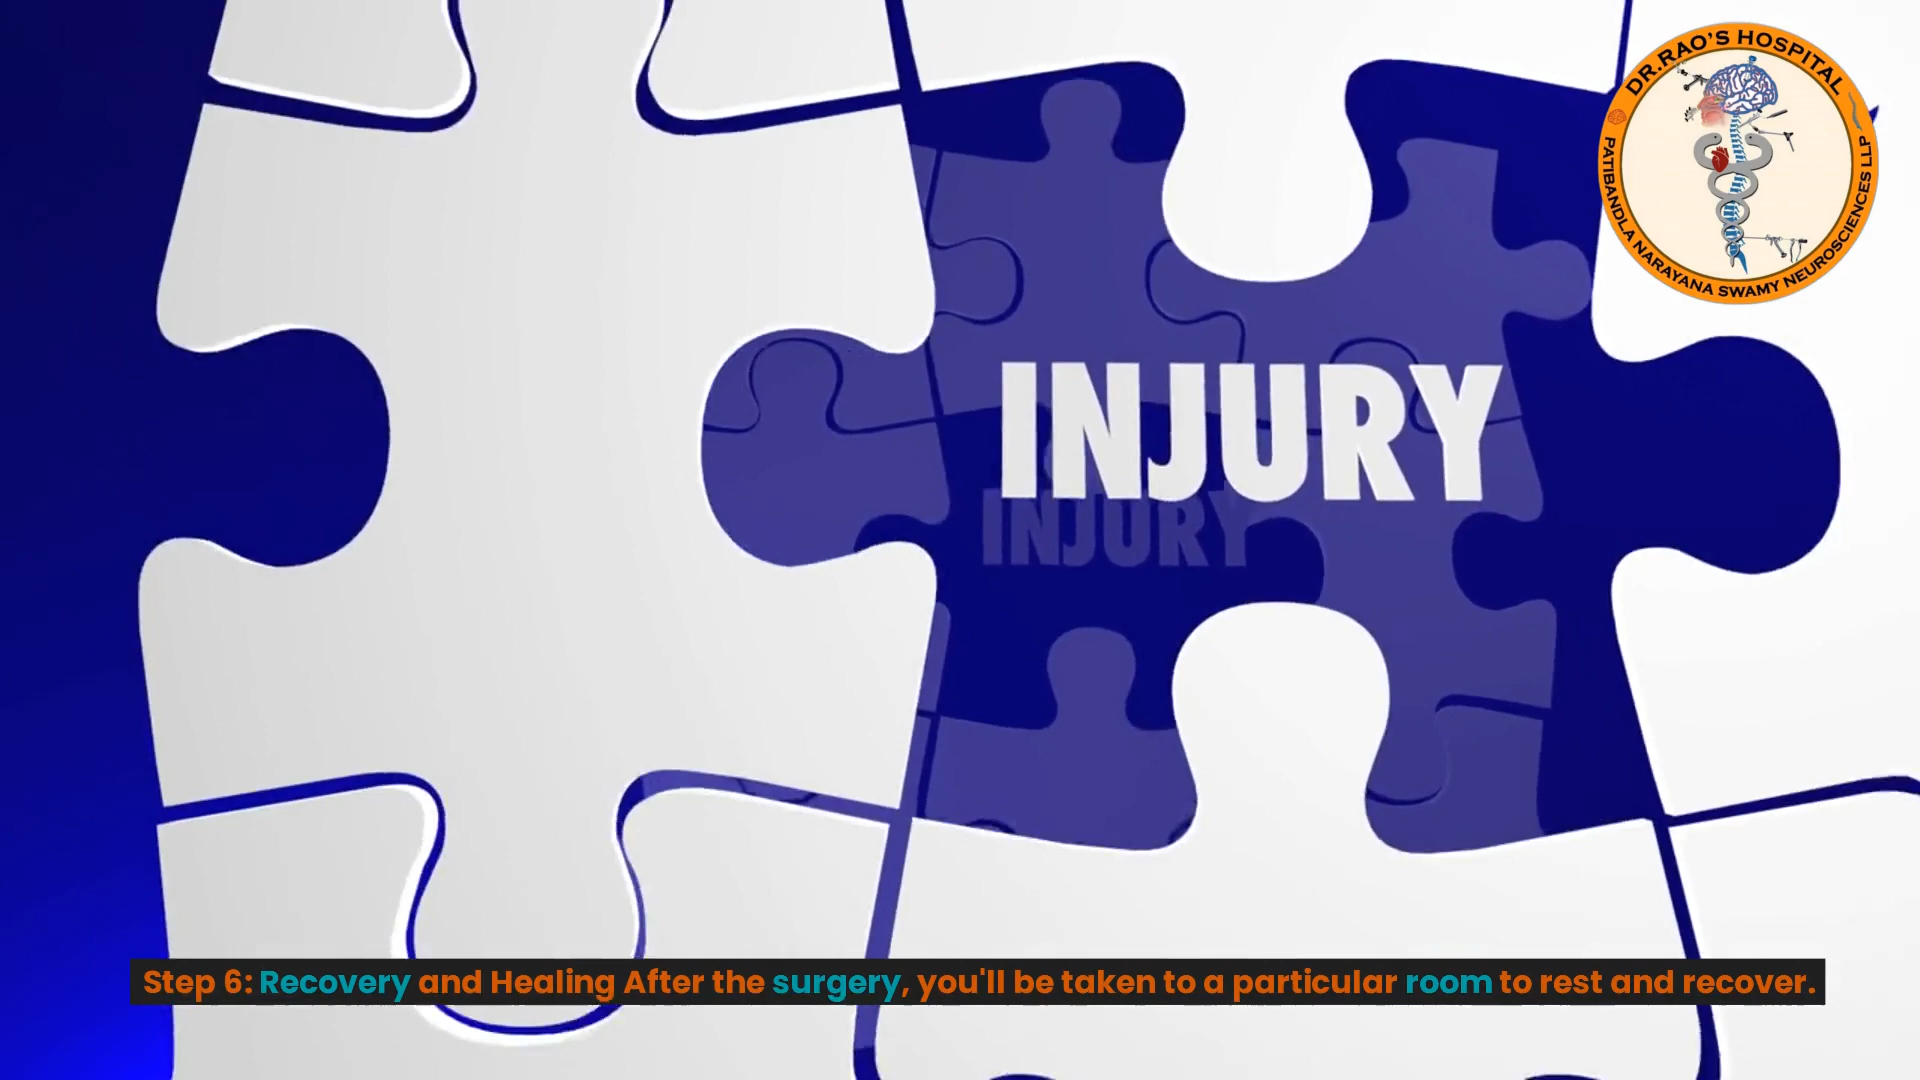 DR.RAO'S HOSPITAL
PATIBANDLA NARAYANA SWAMY NEUROSCIENCES LLP
INJURY
INJURY
Step 6: Recovery and Healing After the surgery, you'll be taken to a particular room to rest and recover.